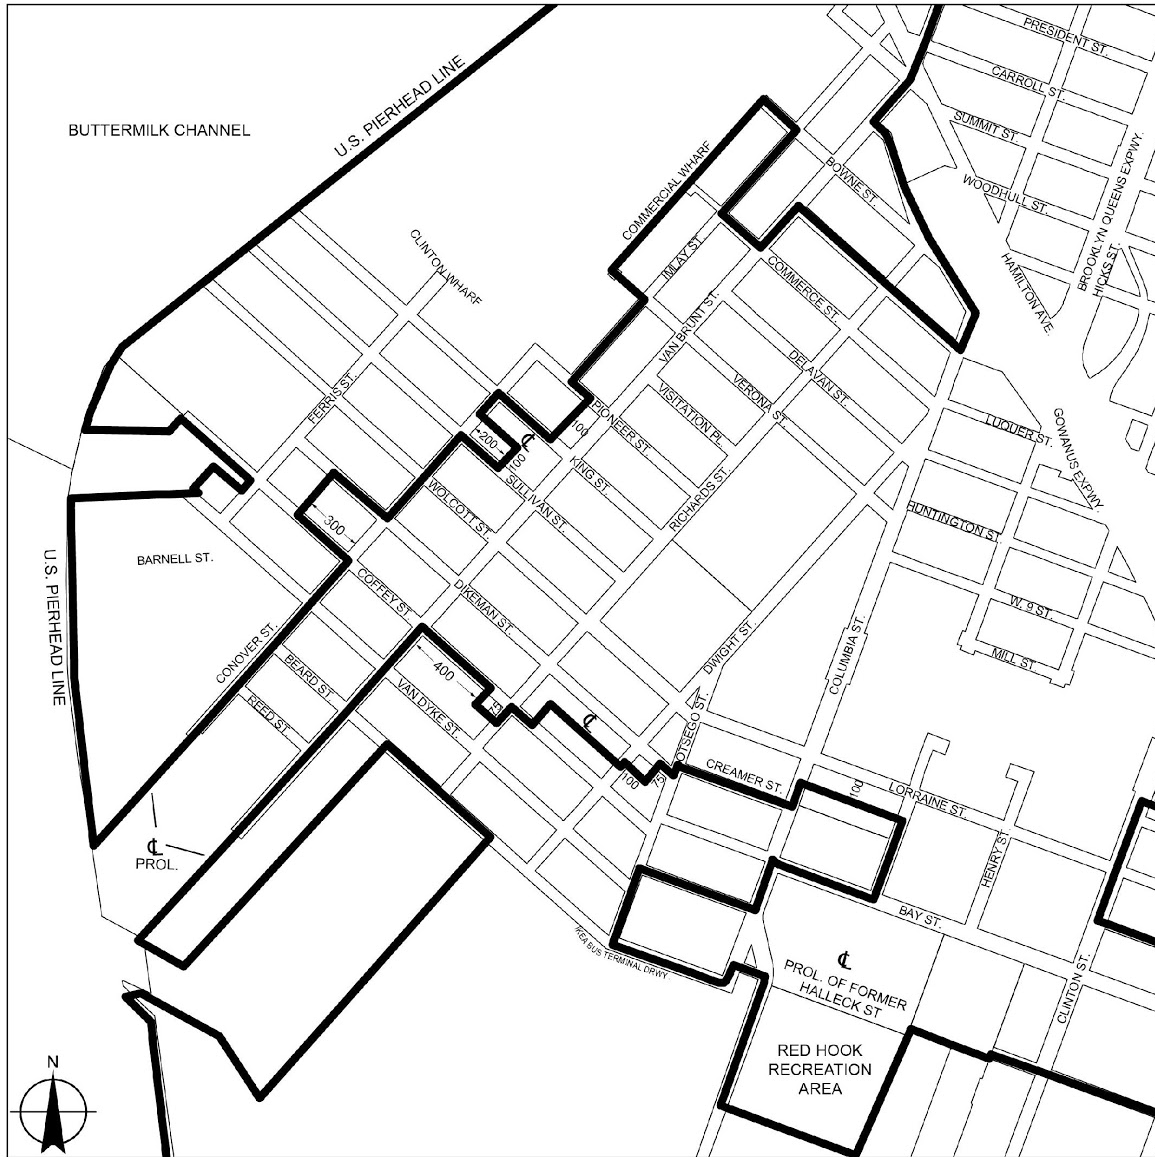 PRESIDENT ST.
CARROLL ST.
SUMMIT ST.
WOODHULL ST.
BROOKLYN QUEENS EXPWY.
HICKS ST.
HAMILTON AVE
U.S. PIERHEAD LINE
BUTTERMILK CHANNEL
COMMERCIAL WHARF
BOWNE ST.
CLINTON WHARF
IMLAY ST.
COMMERCE ST.
VAN BRUNT ST.
DELAVAN ST.
VERONA ST.
VISITATION PL.
FERRIS ST.
PIONEER ST.
100
200
100
KING ST.
SULLIVAN ST.
WOLCOTT ST.
RICHARDS ST.
LUQUER ST.
GOWANUS EXPWY.
HUNTINGTON ST.
W. 9 ST.
MILL ST
300
BARNELL ST.
U.S. PIERHEAD LINE
COFFEY ST.
DIKEMAN ST.
CONOVER ST.
BEARD ST
REED ST.
400
VAN DYKE ST.
75
DWIGHT ST.
COLUMBIA ST.
OTSEGO ST.
100
75
CREAMER ST.
100
LORRAINE ST.
HENRY ST.
BAY ST.
CLINTON ST.
℄
PROL.
IKEA BUS TERMINAL DRWY
℄
PROL. OF FORMER
HALLECK ST
RED HOOK
RECREATION
AREA
N